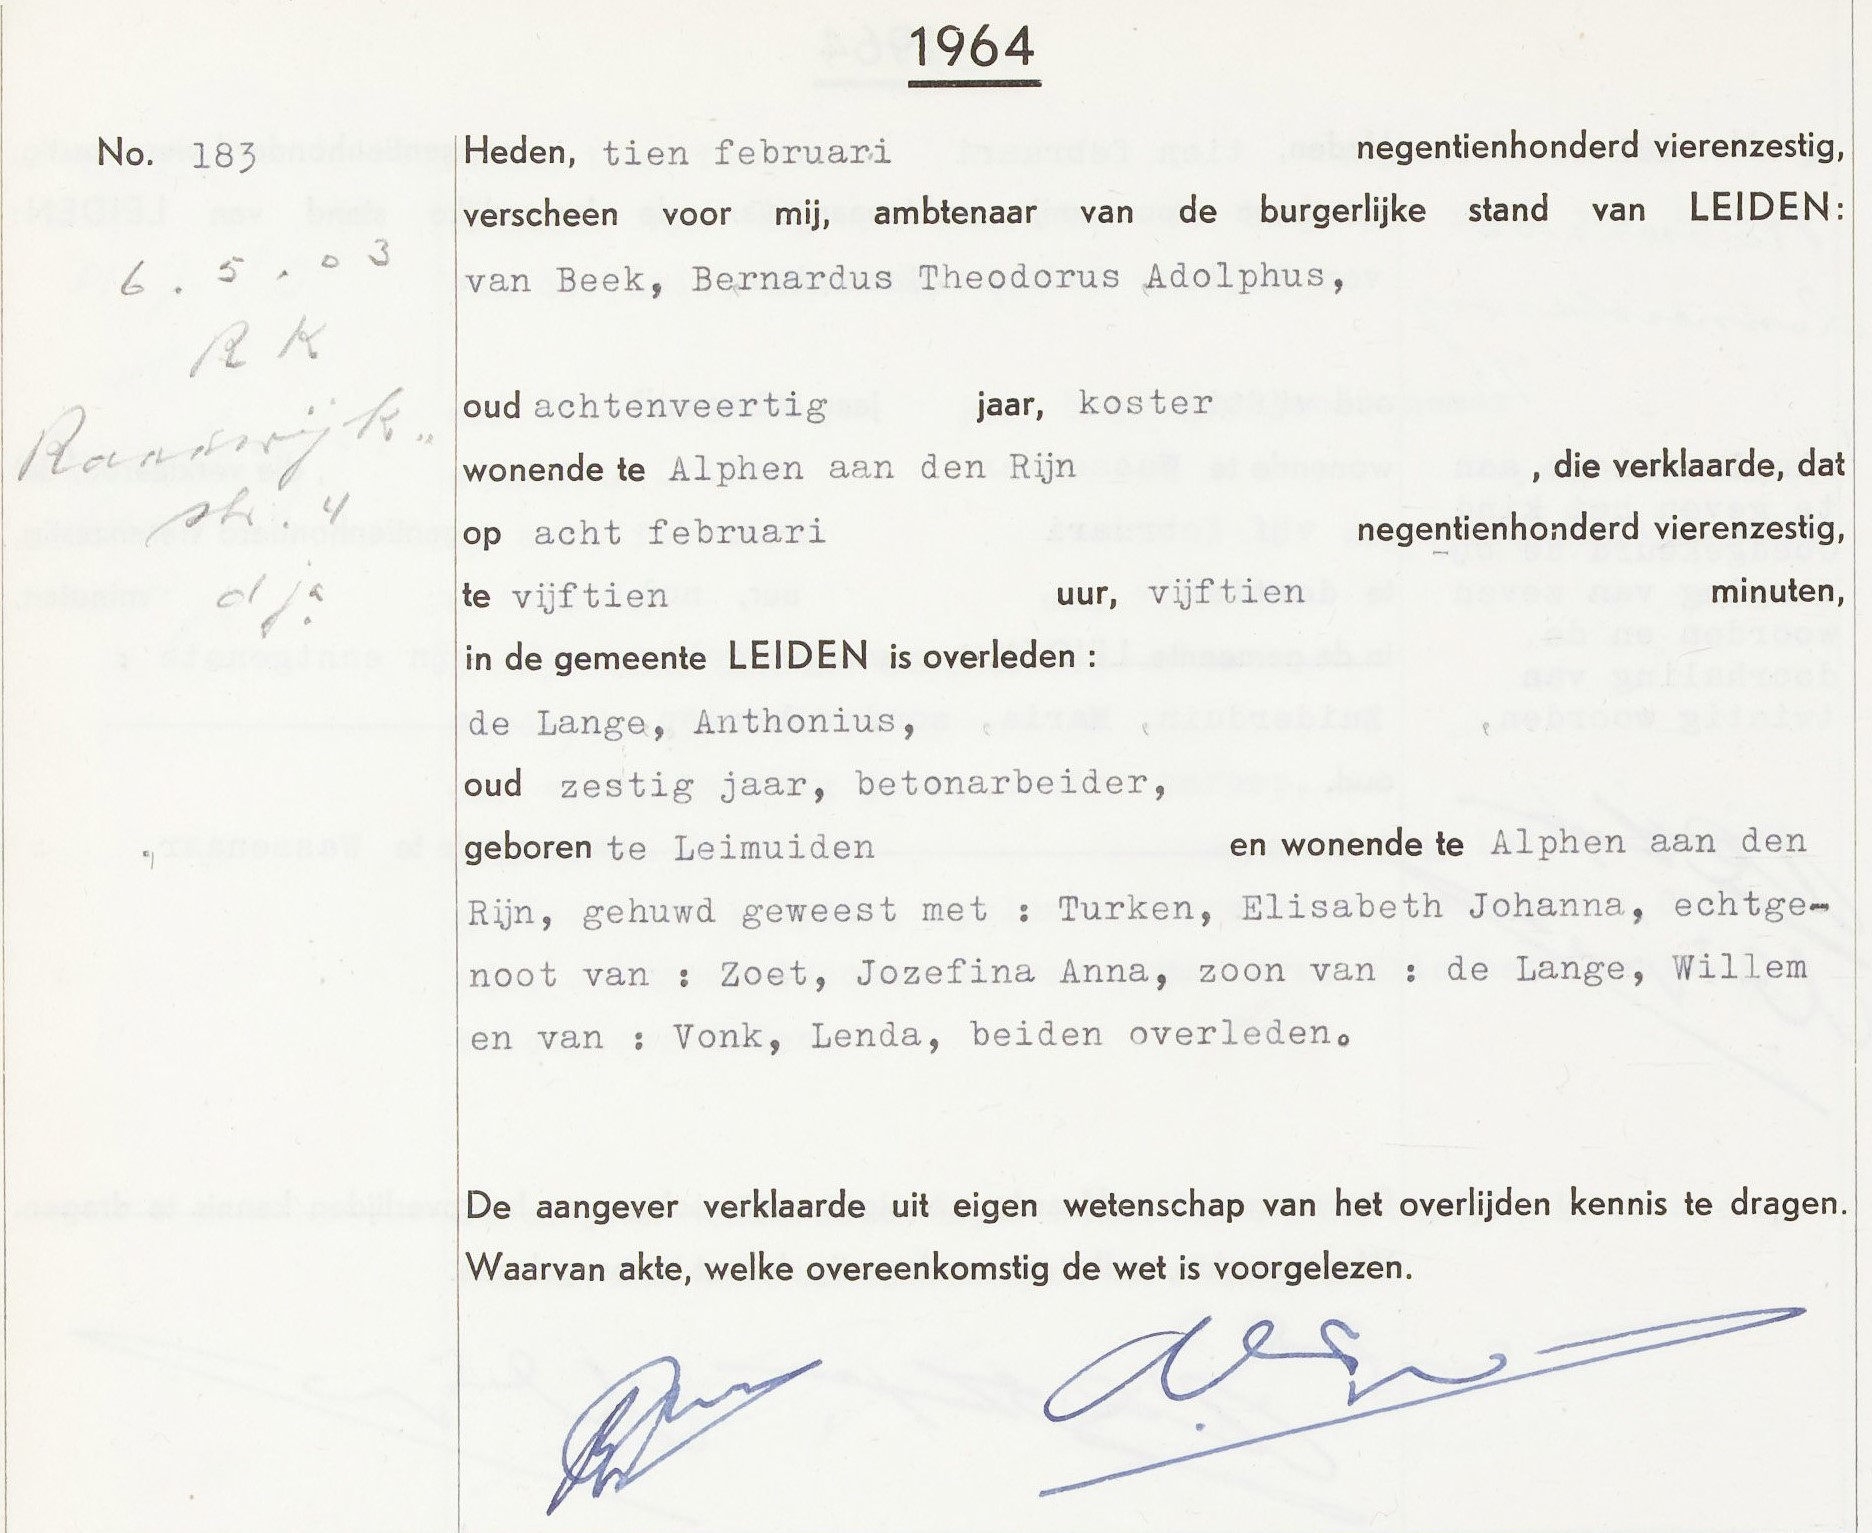 1964
No. 183
6.5.03
RK
str. 4
Heden, tien februari negentienhonderd vierenzestig,
verscheen voor mij, ambtenaar van de burgerlijke stand van LEIDEN:
van Beek, Bernardus Theodorus Adolphus,
oud achtenveertig jaar, koster
wonende te Alphen aan den Rijn , die verklaarde, dat
op acht februari negentienhonderd vierenzestig,
te vijftien uur, vijftien minuten,
in de gemeente LEIDEN is overleden :
de Lange, Anthonius,
oud zestig jaar, betonarbeider,
geboren te Leimuiden en wonende te Alphen aan den
Rijn, gehuwd geweest met : Turken, Elisabeth Johanna, echtge-
noot van : Zoet, Jozefina Anna, zoon van : de Lange, Willem
en van : Vonk, Lenda, beiden overleden.
De aangever verklaarde uit eigen wetenschap van het overlijden kennis te dragen.
Waarvan akte, welke overeenkomstig de wet is voorgelezen.